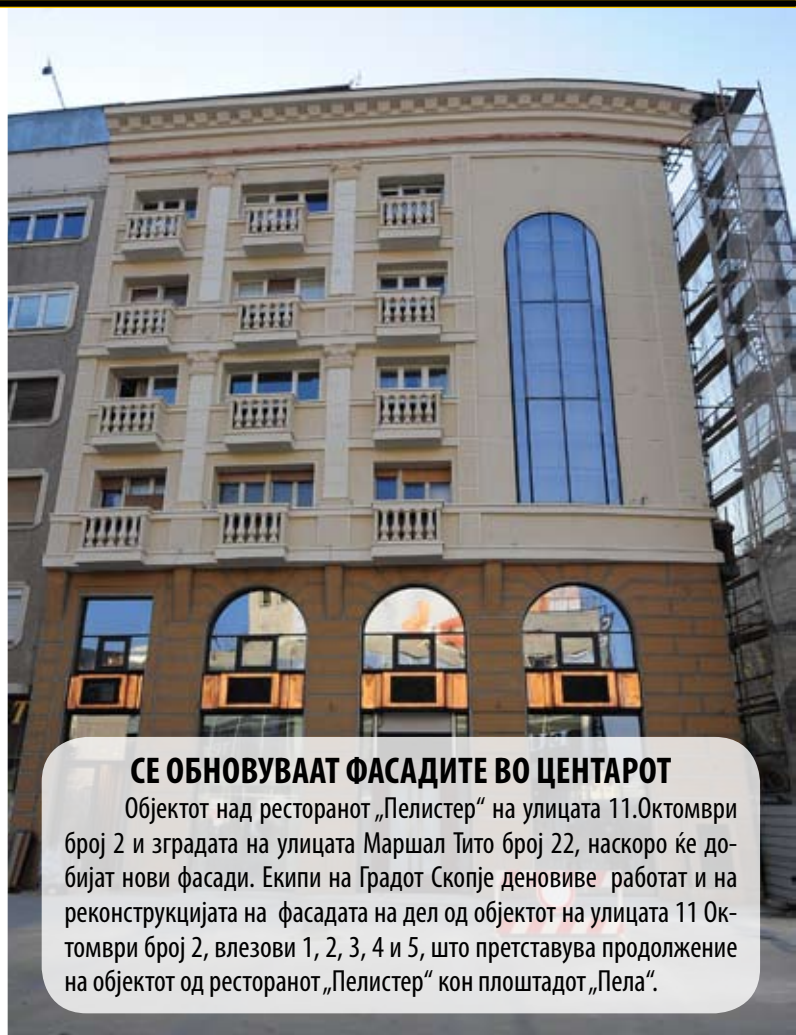 СЕ ОБНОВУВААТ ФАСАДИТЕ ВО ЦЕНТАРОТ
Објектот над ресторанот „Пелистер“ на улицата 11.Октомври
број 2 и зградата на улицата Маршал Тито број 22, наскоро ќе до-
бијат нови фасади. Екипи на Градот Скопје деновиве работат и на
реконструкцијата на фасадата на дел од објектот на улицата 11 Ок-
томври број 2, влезови 1, 2, 3, 4 и 5, што претставува продолжение
на објектот од ресторанот „Пелистер“ кон плоштадот „Пела“.